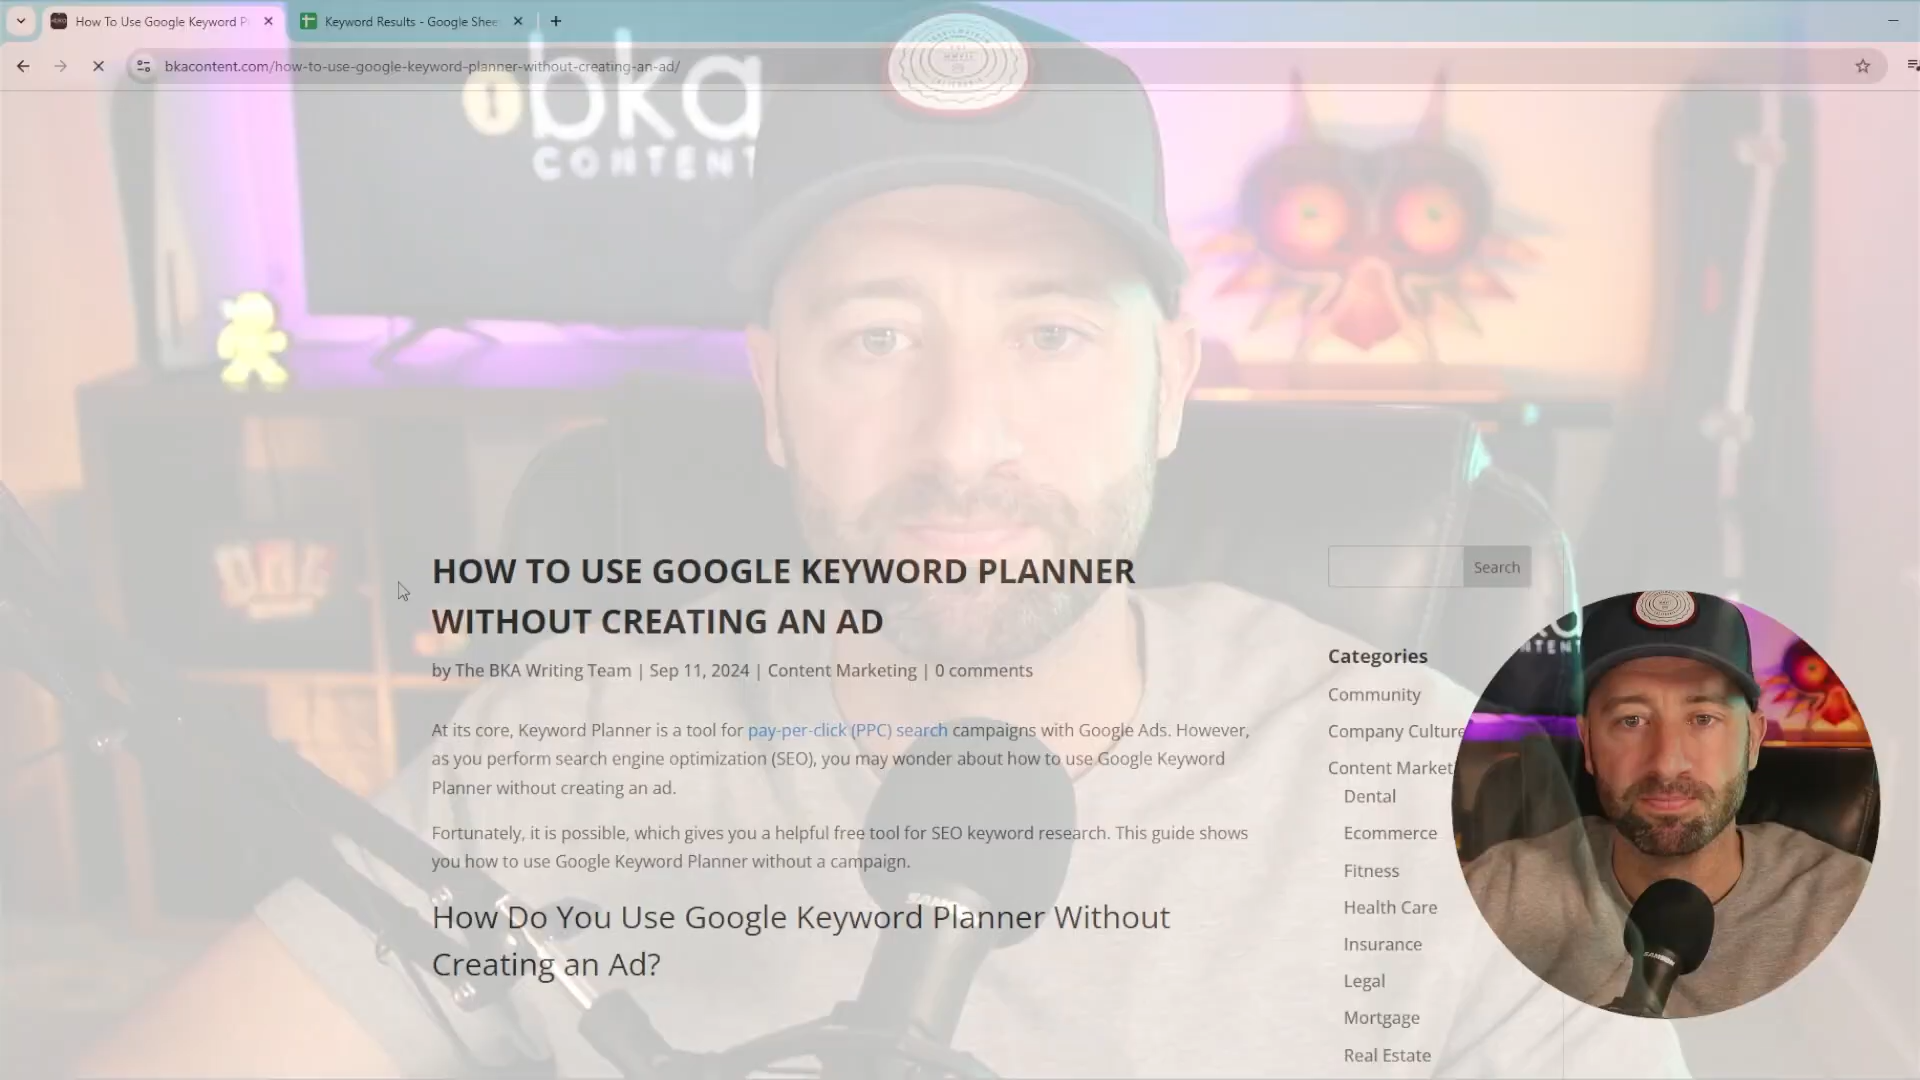 How To Use Google Keyword P
Keyword Results - Google Shee
bkacontent.com/how-to-use-google-keyword-planner-without-creating-an-ad/
bka
CONTENT
HOW TO USE GOOGLE KEYWORD PLANNER
WITHOUT CREATING AN AD
by The BKA Writing Team | Sep 11, 2024 | Content Marketing | 0 comments
At its core, Keyword Planner is a tool for pay-per-click (PPC) search campaigns with Google Ads. However,
as you perform search engine optimization (SEO), you may wonder about how to use Google Keyword
Planner without creating an ad.
Fortunately, it is possible, which gives you a helpful free tool for SEO keyword research. This guide shows
you how to use Google Keyword Planner without a campaign.
How Do You Use Google Keyword Planner Without
Creating an Ad?
Search
Categories
Community
Company Culture
Content Market
Dental
Ecommerce
Fitness
Health Care
Insurance
Legal
Mortgage
Real Estate
SAMSON